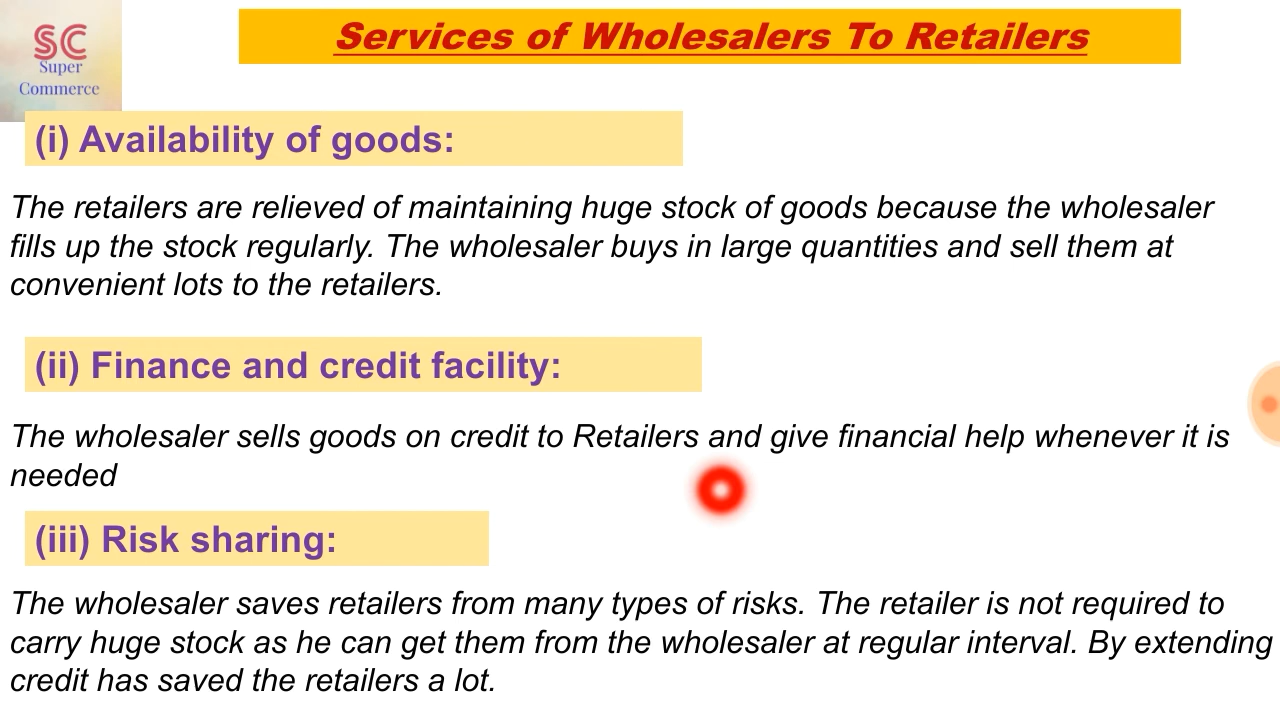 SC
Super
Commerce
Services of Wholesalers To Retailers
(i) Availability of goods:
The retailers are relieved of maintaining huge stock of goods because the wholesaler
fills up the stock regularly. The wholesaler buys in large quantities and sell them at
convenient lots to the retailers.
(ii) Finance and credit facility:
The wholesaler sells goods on credit to Retailers and give financial help whenever it is
needed
(iii) Risk sharing:
The wholesaler saves retailers from many types of risks. The retailer is not required to
carry huge stock as he can get them from the wholesaler at regular interval. By extending
credit has saved the retailers a lot.